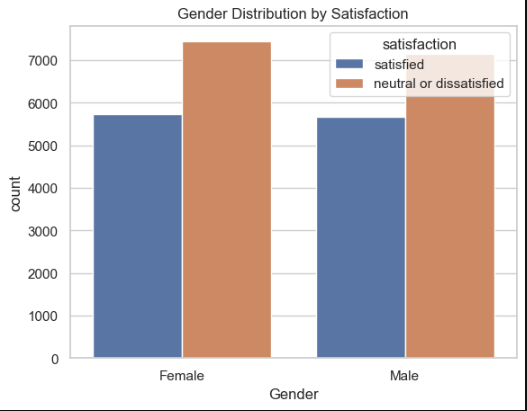 Gender Distribution by Satisfaction
satisfaction
satisfied
neutral or dissatisfied
7000
6000
5000
4000
3000
2000
1000
0
count
Female
Male
Gender